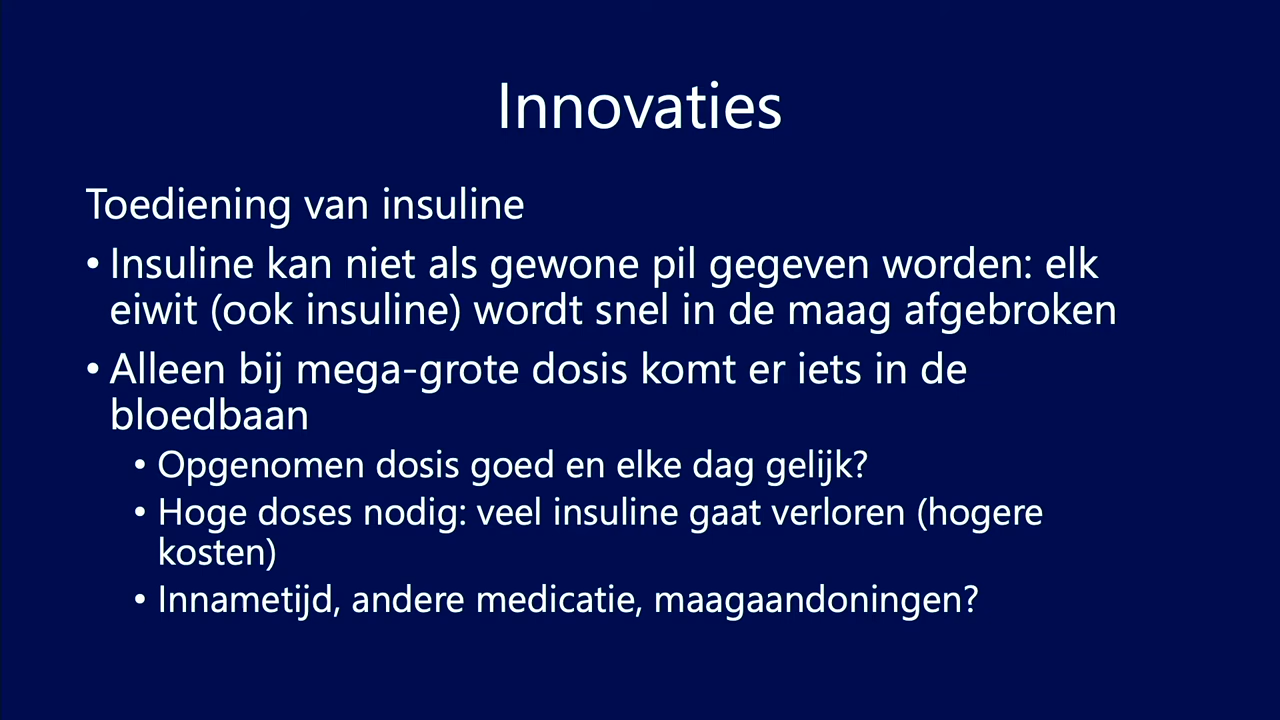 Innovaties
Toediening van insuline
• Insuline kan niet als gewone pil gegeven worden: elk
eiwit (ook insuline) wordt snel in de maag afgebroken
• Alleen bij mega-grote dosis komt er iets in de
bloedbaan
• Opgenomen dosis goed en elke dag gelijk?
• Hoge doses nodig: veel insuline gaat verloren (hogere
kosten)
• Innametijd, andere medicatie, maagaandoningen?